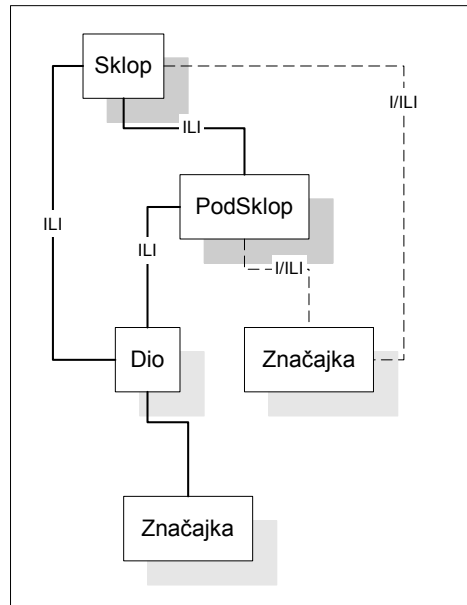 Sklop
I/ILI
ILI
PodSklop
ILI
ILI
I/ILI
Dio
Značajka
Značajka